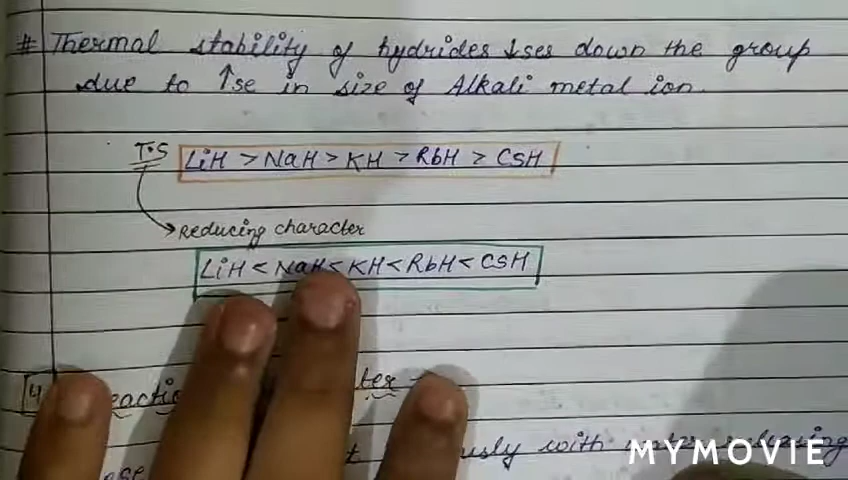 # Thermal stability of hydrides ↓ses down the group
due to ↑se in size of Alkali metal ion.
T.S LiH > NaH > KH > RbH > CSH
Reducing character
LiH < NaH < KH < RbH < CSH
with
MYMOVIE